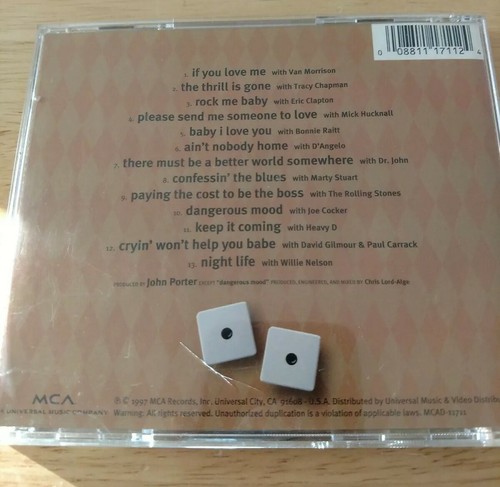 0 08811 17112 4
1. if you love me with Van Morrison
2. the thrill is gone with Tracy Chapman
3. rock me baby with Eric Clapton
4. please send me someone to love with Mick Hucknall
5. baby i love you with Bonnie Raitt
6. ain't nobody home with D'Angelo
7. there must be a better world somewhere with Dr. John
8. confessin' the blues with Marty Stuart
9. paying the cost to be the boss with The Rolling Stones
10. dangerous mood with Joe Cocker
11. keep it coming with Heavy D
12. cryin' won't help you babe with David Gilmour & Paul Carrack
13. night life with Willie Nelson
PRODUCED BY John Porter EXCEPT "dangerous mood" PRODUCED, ENGINEERED, AND MIXED BY Chris Lord-Alge
MCA
A UNIVERSAL MUSIC COMPANY
℗ © 1997 MCA Records, Inc. Universal City, CA 91608 - U.S.A. Distributed by Universal Music & Video Distribu
Warning: All rights reserved. Unauthorized duplication is a violation of applicable laws. MCAD-11711